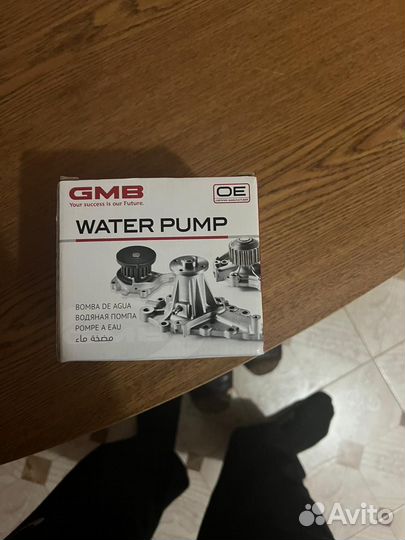 GMB
Your success is our Future.
OE
WATER PUMP
BOMBA DE AGUA
ВОДЯНАЯ ПОМПА
POMPE A EAU
مضخة ماء
Avito